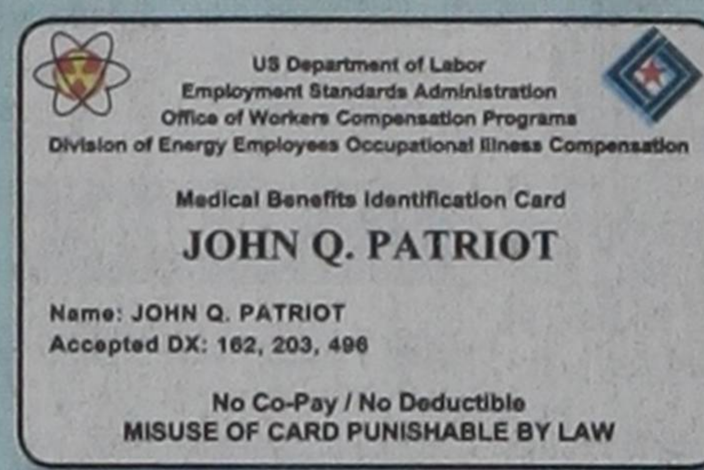 US Department of Labor
Employment Standards Administration
Office of Workers Compensation Programs
Division of Energy Employees Occupational Illness Compensation
Medical Benefits Identification Card
JOHN Q. PATRIOT
Name: JOHN Q. PATRIOT
Accepted DX: 162, 203, 496
No Co-Pay / No Deductible
MISUSE OF CARD PUNISHABLE BY LAW